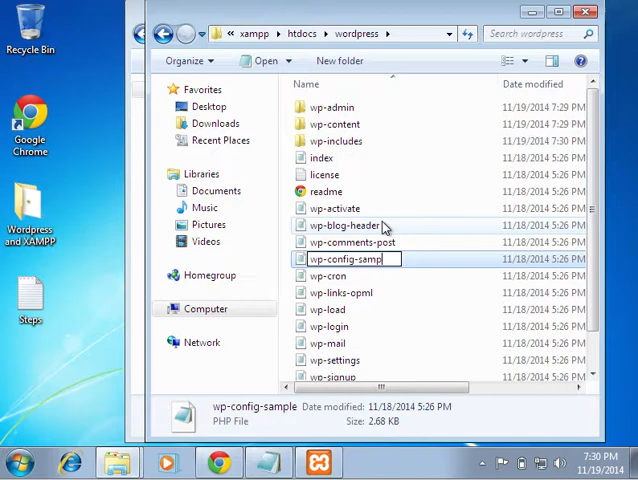 Recycle Bin
Google
Chrome
Wordpress
and XAMPP
Steps
xampp
htdocs
wordpress
Search wordpress
Organize
Open
New folder
Name
Date modified
Favorites
Desktop
Downloads
Recent Places
Libraries
Documents
Music
Pictures
Videos
Homegroup
Computer
Network
wp-admin 11/19/2014 7:29 PM
wp-content 11/19/2014 7:29 PM
wp-includes 11/19/2014 7:30 PM
index 11/18/2014 5:26 PM
license 11/18/2014 5:26 PM
readme 11/18/2014 5:26 PM
wp-activate 11/18/2014 5:26 PM
wp-blog-header 11/18/2014 5:26 PM
wp-comments-post 11/18/2014 5:26 PM
wp-config-samp 11/18/2014 5:26 PM
wp-cron 11/18/2014 5:26 PM
wp-links-opml 11/18/2014 5:26 PM
wp-load 11/18/2014 5:26 PM
wp-login 11/18/2014 5:26 PM
wp-mail 11/18/2014 5:26 PM
wp-settings 11/18/2014 5:26 PM
wp-signup 11/18/2014 5:26 PM
wp-config-sample Date modified: 11/18/2014 5:26 PM
PHP File Size: 2.68 KB
7:30 PM
11/19/2014